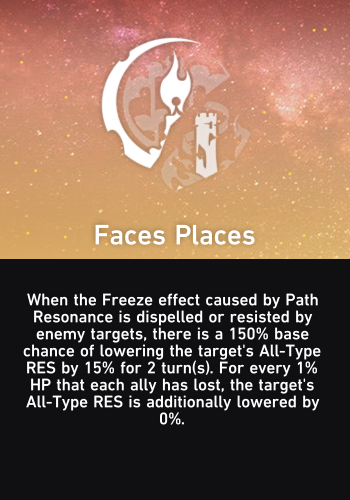 Faces Places
When the Freeze effect caused by Path
Resonance is dispelled or resisted by
enemy targets, there is a 150% base
chance of lowering the target's All-Type
RES by 15% for 2 turn(s). For every 1%
HP that each ally has lost, the target's
All-Type RES is additionally lowered by
0%.